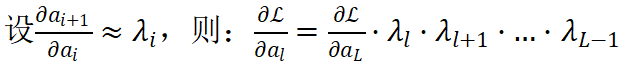 设∂a_{i+1}/∂a_i ≈ λ_i，则：∂ℒ/∂a_l = ∂ℒ/∂a_L · λ_l · λ_{l+1} · … · λ_{L−1}